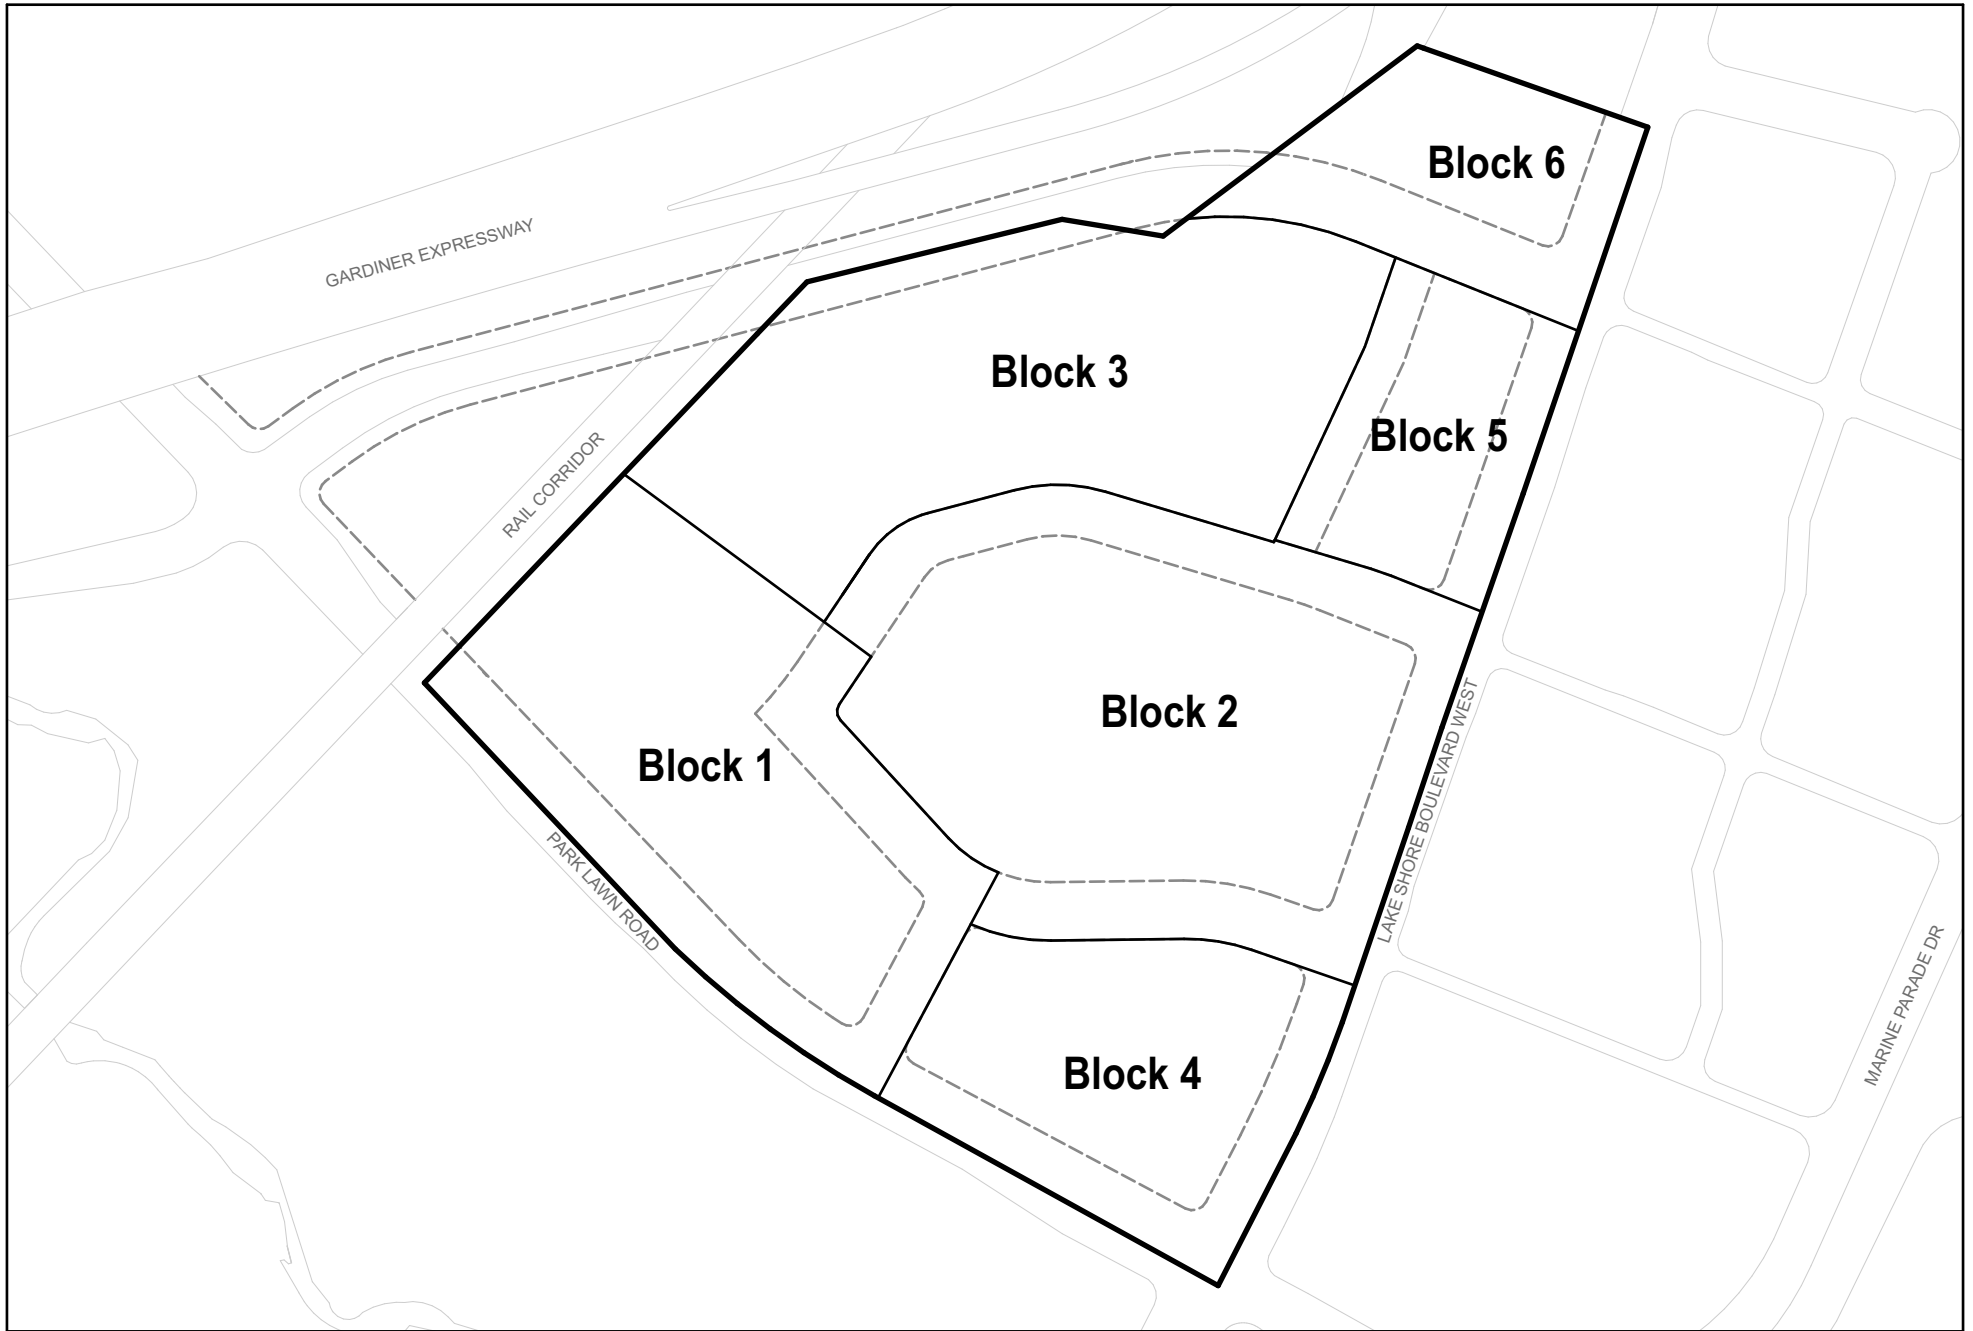 Block 6
GARDINER EXPRESSWAY
Block 3
Block 5
RAIL CORRIDOR
Block 2
Block 1
LAKE SHORE BOULEVARD WEST
PARK LAWN ROAD
MARINE PARADE DR
Block 4